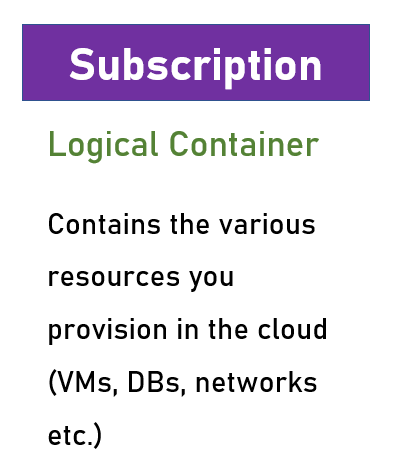 Subscription
Logical Container
Contains the various
resources you
provision in the cloud
(VMs, DBs, networks
etc.)